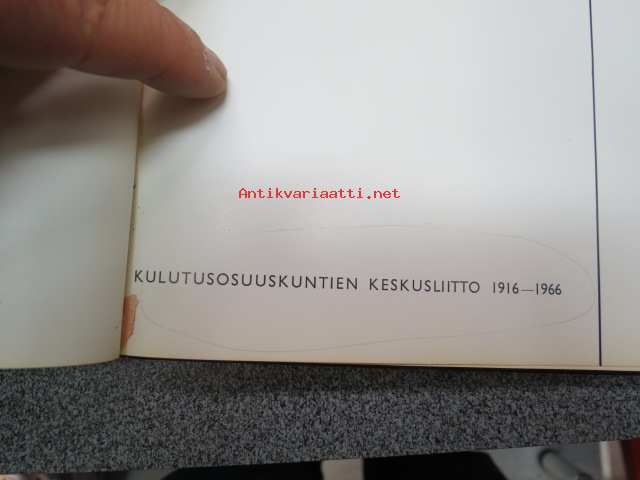 Antikvariaatti.net
KULUTUSOSUUSKUNTIEN KESKUSLIITTO 1916—1966